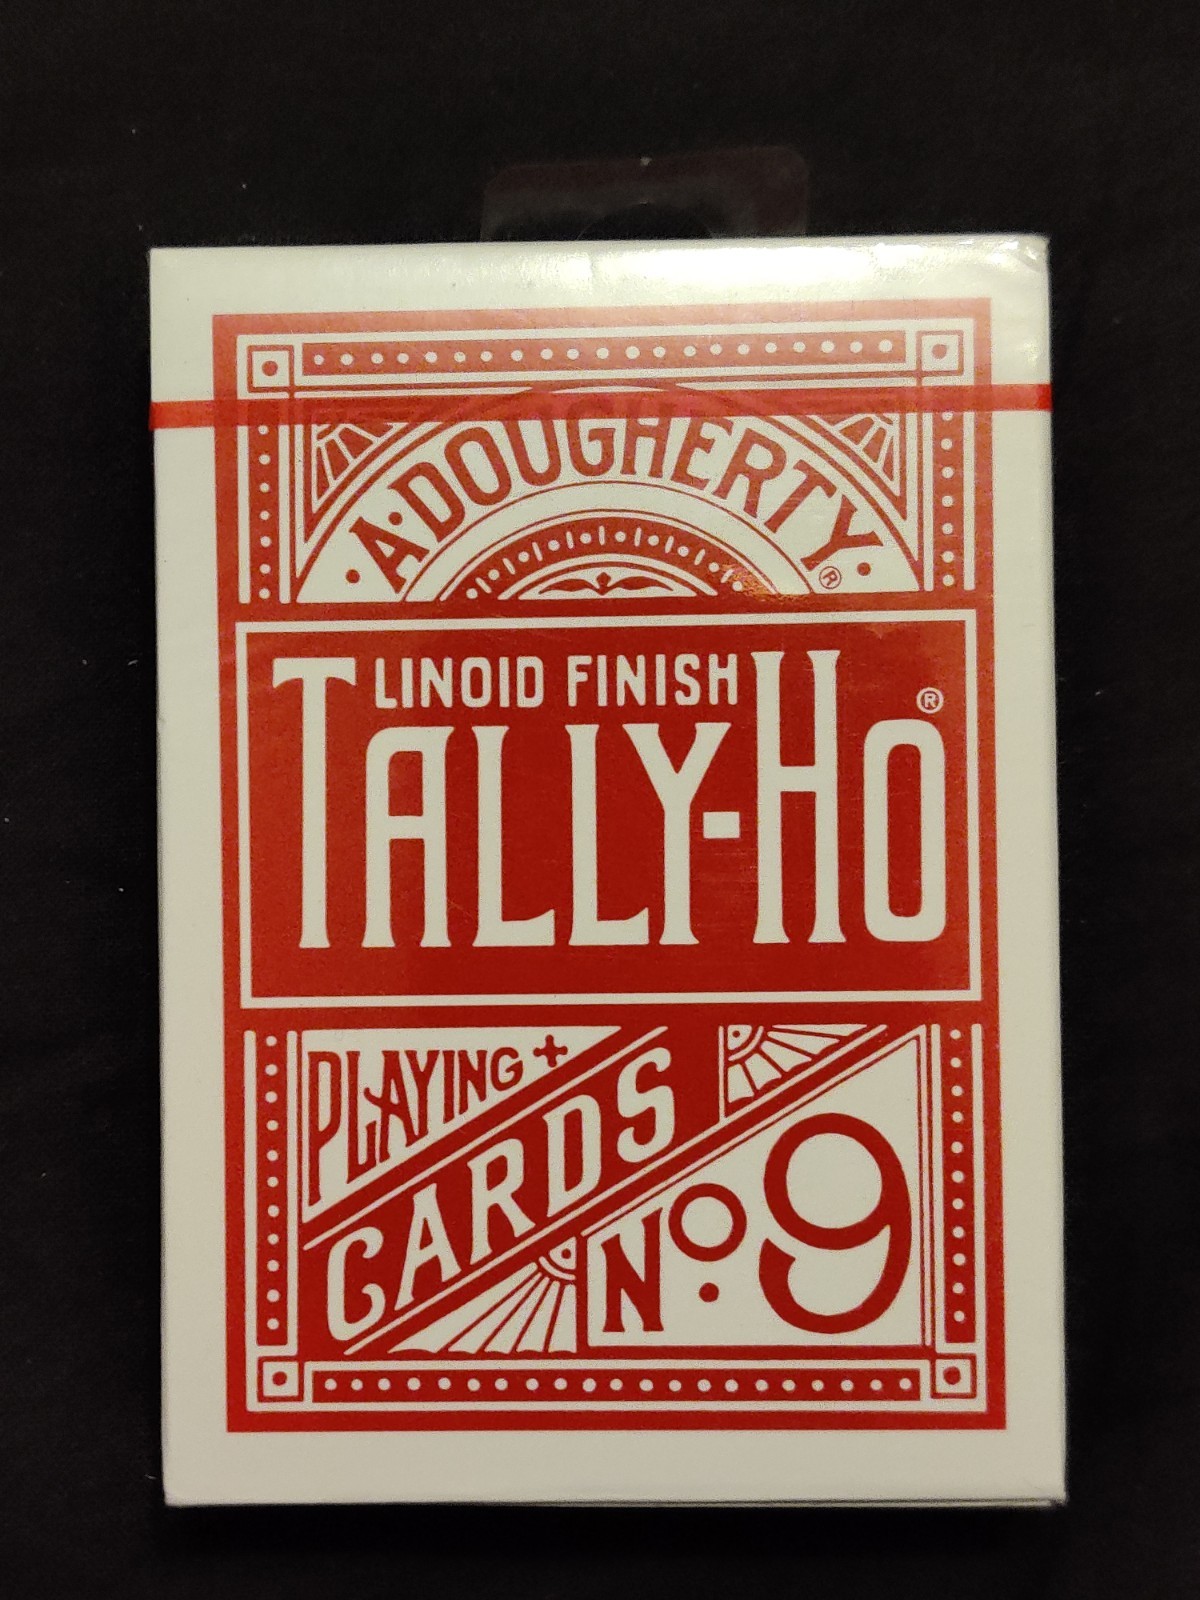 A. DOUGHERTY®
LINOID FINISH
TALLY-HO®
PLAYING
CARDS
No. 9